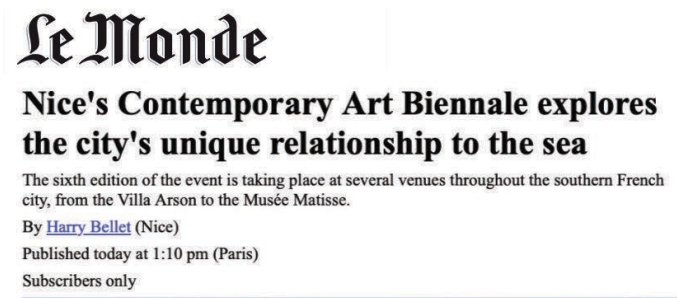 Le Monde
Nice's Contemporary Art Biennale explores
the city's unique relationship to the sea
The sixth edition of the event is taking place at several venues throughout the southern French
city, from the Villa Arson to the Musée Matisse.
By Harry Bellet (Nice)
Published today at 1:10 pm (Paris)
Subscribers only